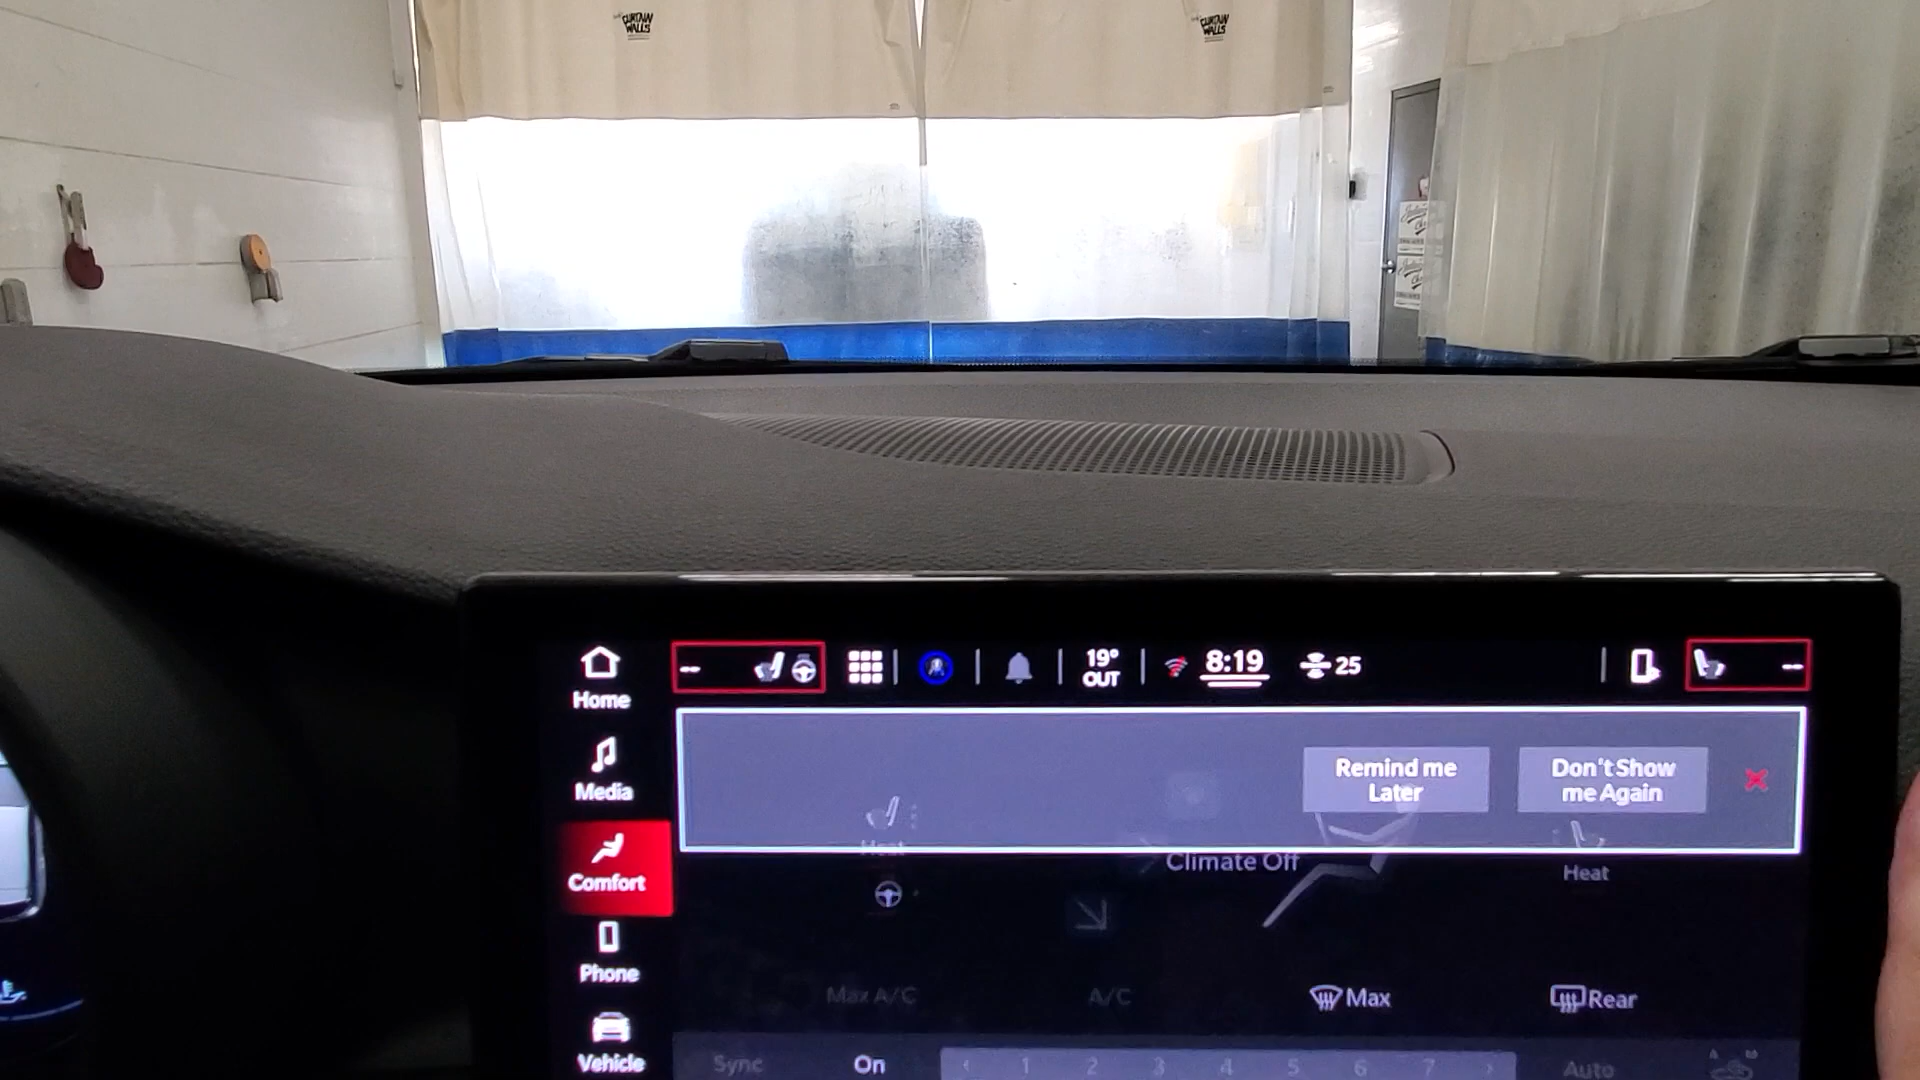 CURTAIN
WALLS
CURTAIN
WALLS
19°
OUT
8:19
25
Home
Media
Comfort
Phone
Vehicle
Remind me
Later
Don't Show
me Again
Heat
Climate Off
Heat
Max A/C
A/C
Max
Rear
Sync
On
1 2 3 4 5 6 7
Auto